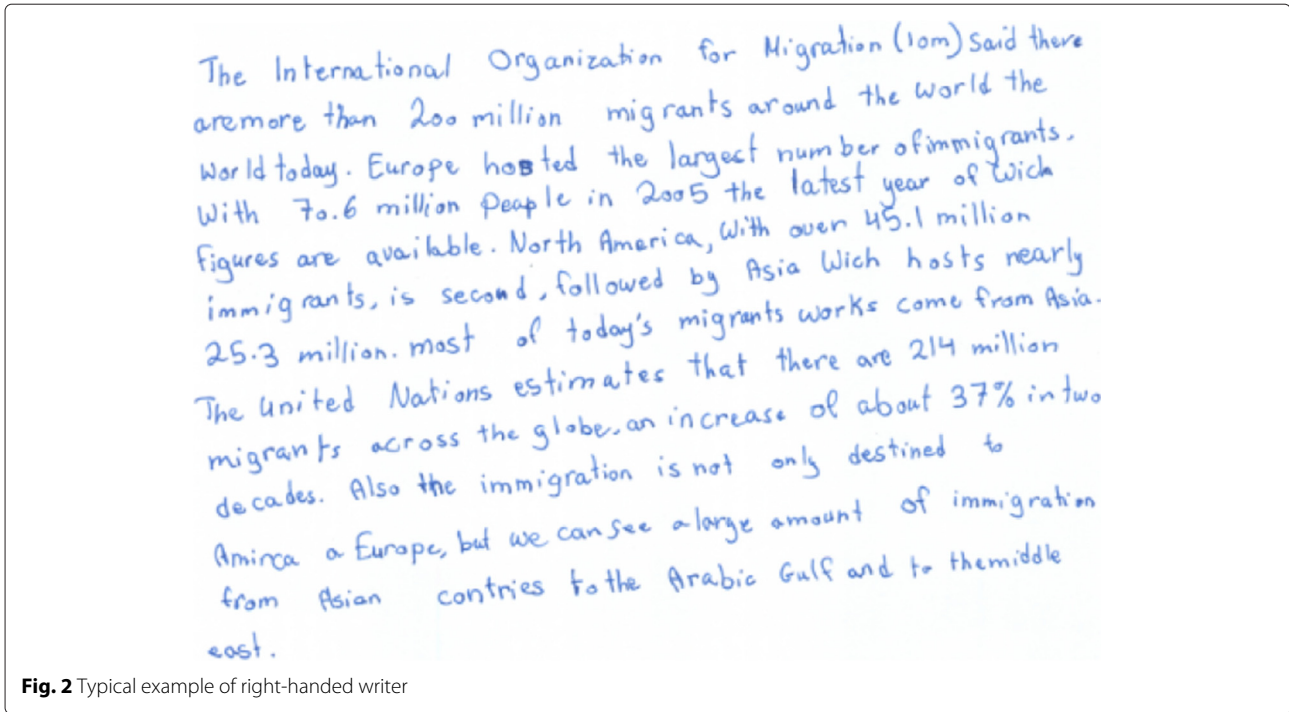 The International Organization for Migration (iom) said there
aremore than 200 million migrants around the world the
world today. Europe hosted the largest number ofimmigrants.
With 70.6 million peaple in 2005 the latest year of wich
figures are available. North America, with over 45.1 million
immigrants, is second, followed by Asia Wich hosts nearly
25.3 million. most of today's migrants works come from Asia.
The united Nations estimates that there are 214 million
migrants across the globe, an increase of about 37% in two
decades. Also the immigration is not only destined to
Amirca a Europe, but we can see a large amount of immigration
from Asian contries to the Arabic Gulf and to themiddle
east.
Fig. 2 Typical example of right-handed writer